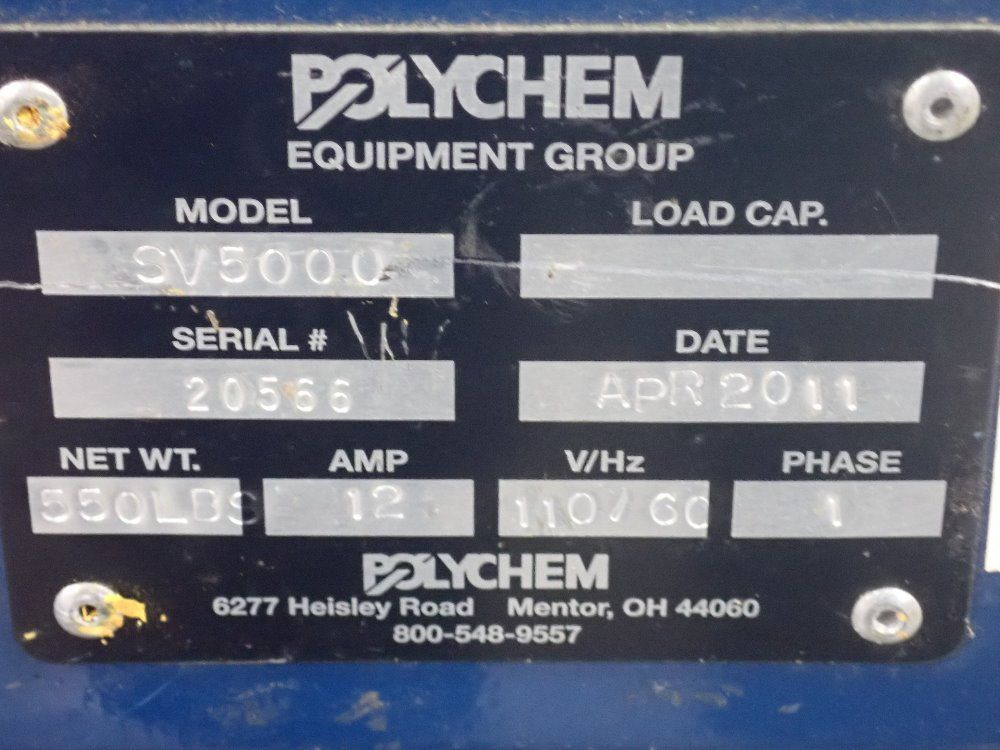 POLYCHEM
EQUIPMENT GROUP
MODEL LOAD CAP.
SV5000
SERIAL # DATE
20566 APR 2011
NET WT. AMP V/Hz PHASE
550LBS 12 110/60 1
POLYCHEM
6277 Heisley Road Mentor, OH 44060
800-548-9557